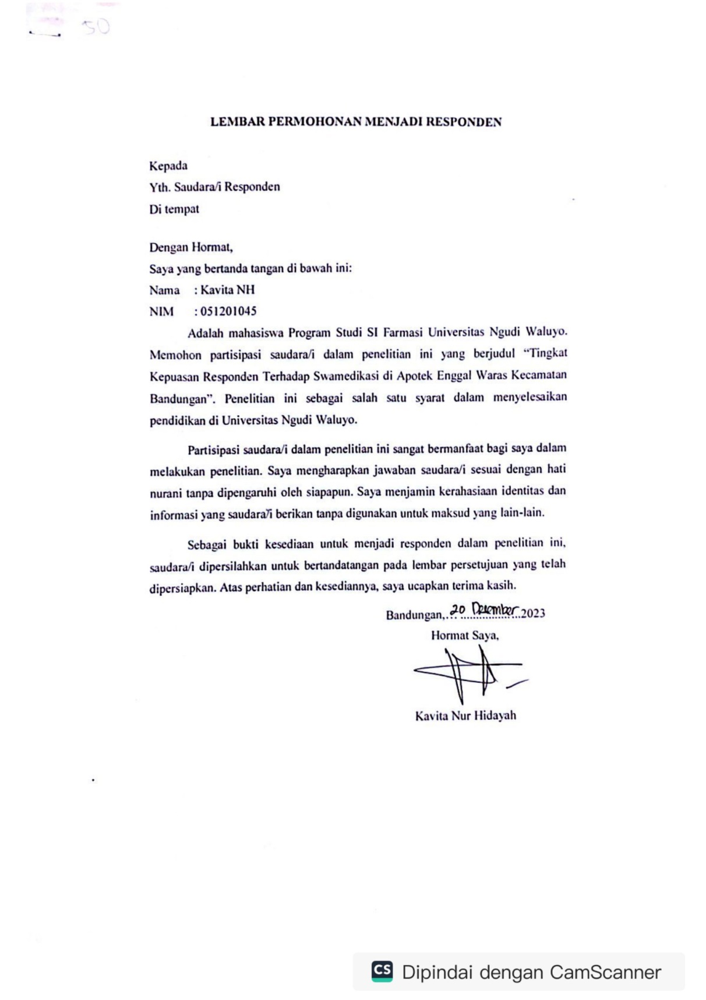 50
LEMBAR PERMOHONAN MENJADI RESPONDEN
Kepada
Yth. Saudara/i Responden
Di tempat
Dengan Hormat,
Saya yang bertanda tangan di bawah ini:
Nama : Kavita NH
NIM : 051201045
Adalah mahasiswa Program Studi SI Farmasi Universitas Ngudi Waluyo.
Memohon partisipasi saudara/i dalam penelitian ini yang berjudul “Tingkat
Kepuasan Responden Terhadap Swamedikasi di Apotek Enggal Waras Kecamatan
Bandungan”. Penelitian ini sebagai salah satu syarat dalam menyelesaikan
pendidikan di Universitas Ngudi Waluyo.
Partisipasi saudara/i dalam penelitian ini sangat bermanfaat bagi saya dalam
melakukan penelitian. Saya mengharapkan jawaban saudara/i sesuai dengan hati
nurani tanpa dipengaruhi oleh siapapun. Saya menjamin kerahasiaan identitas dan
informasi yang saudara/i berikan tanpa digunakan untuk maksud yang lain-lain.
Sebagai bukti kesediaan untuk menjadi responden dalam penelitian ini,
saudara/i dipersilahkan untuk bertandatangan pada lembar persetujuan yang telah
dipersiapkan. Atas perhatian dan kesediannya, saya ucapkan terima kasih.
Bandungan, 20 Desember 2023
Hormat Saya,
Kavita Nur Hidayah
CS Dipindai dengan CamScanner